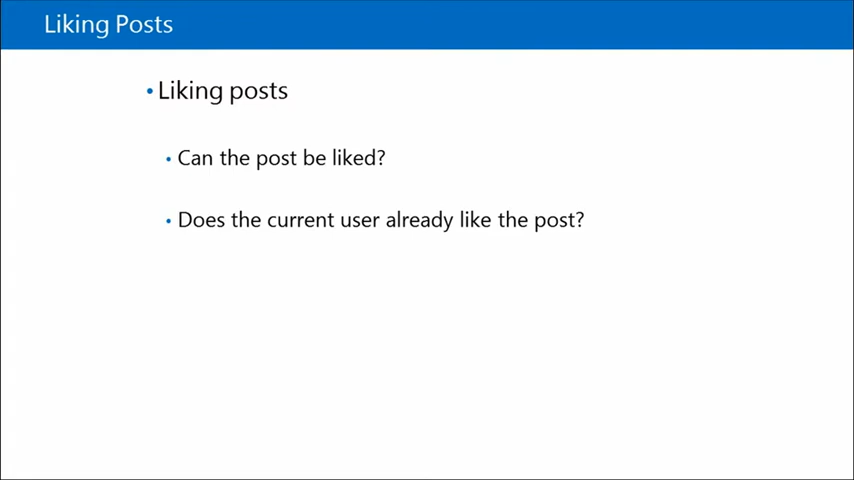 Liking Posts
• Liking posts
• Can the post be liked?
• Does the current user already like the post?